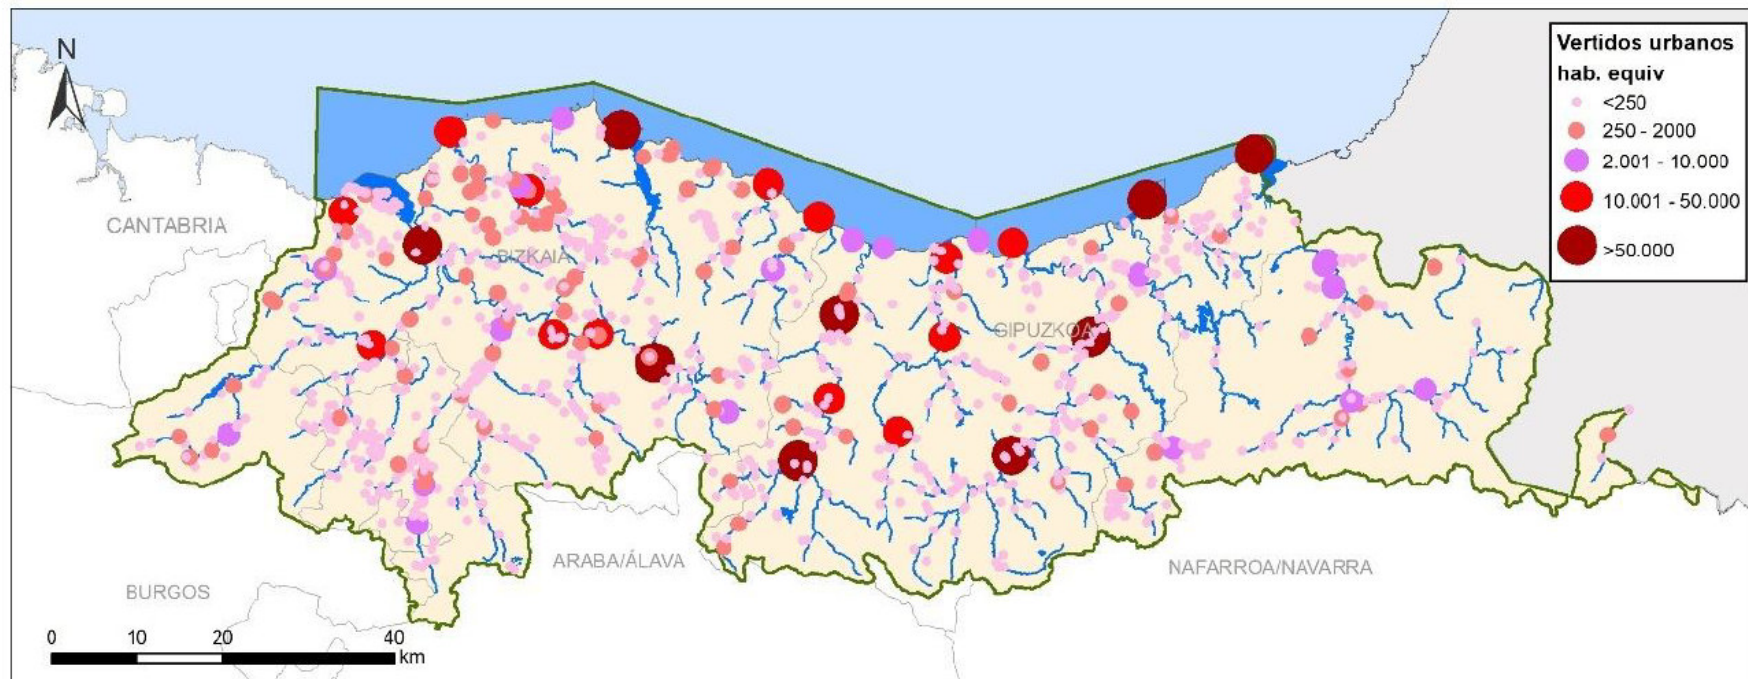 N
Vertidos urbanos
hab. equiv
<250
250 - 2000
2.001 - 10.000
10.001 - 50.000
>50.000
CANTABRIA
BIZKAIA
GIPUZKOA
ARABA/ÁLAVA
NAFARROA/NAVARRA
BURGOS
0 10 20 40
km